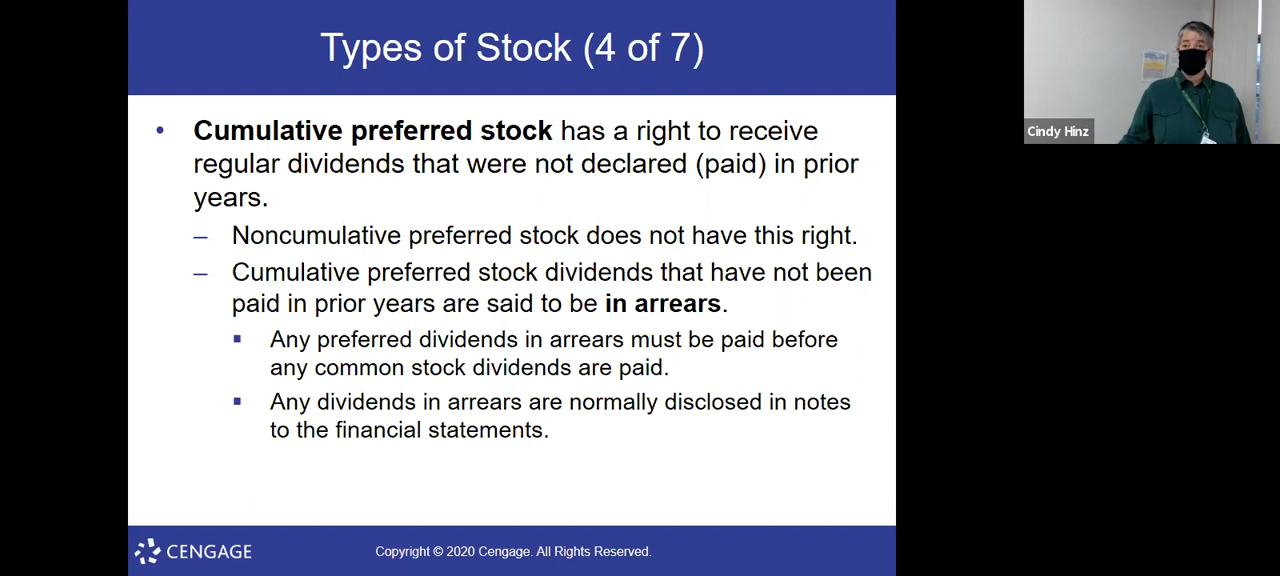 Types of Stock (4 of 7)
• Cumulative preferred stock has a right to receive
regular dividends that were not declared (paid) in prior
years.
– Noncumulative preferred stock does not have this right.
– Cumulative preferred stock dividends that have not been
paid in prior years are said to be in arrears.
▪ Any preferred dividends in arrears must be paid before
any common stock dividends are paid.
▪ Any dividends in arrears are normally disclosed in notes
to the financial statements.
CENGAGE
Copyright © 2020 Cengage. All Rights Reserved.
Cindy Hinz